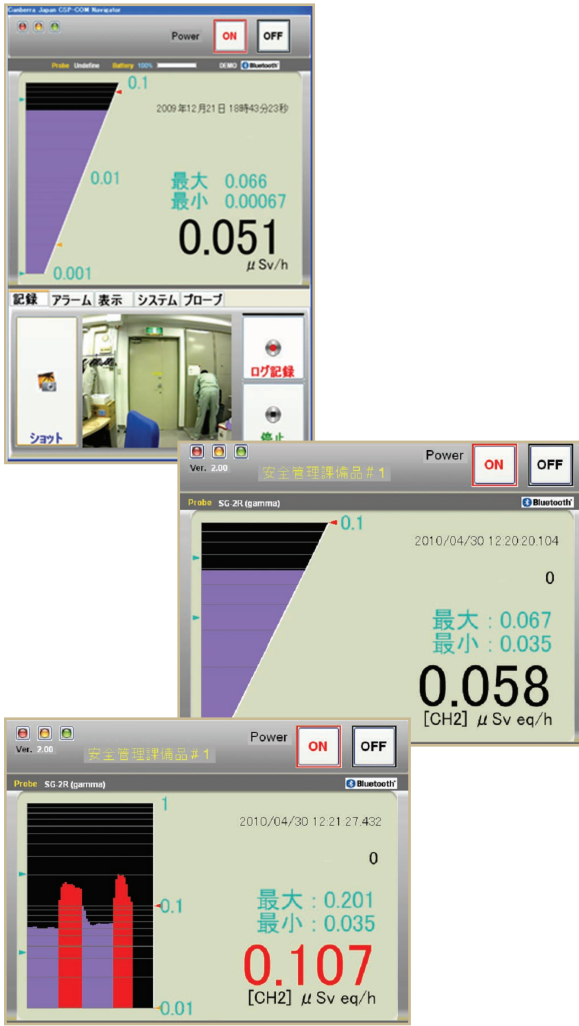 Canberra Japan CSP-COM Navigator
Power ON OFF
Probe Undefine Battery 100% DEMO Bluetooth
0.1
2009年12月21日 18時43分23秒
0.01
最大 0.066
最小 0.00067
0.051
μSv/h
0.001
記録 アラーム 表示 システム プローブ
ログ記録
ショット
停止
Power ON OFF
Ver. 2.00 安全管理課備品#1
Probe SG-2R (gamma) Bluetooth
0.1
2010/04/30 12:20:20.104
0
最大:0.067
最小:0.035
0.058
[CH2] μSv eq/h
Power ON OFF
Ver. 2.00 安全管理課備品#1
Probe SG-2R (gamma) Bluetooth
1
2010/04/30 12:21:27.432
0
最大:0.201
0.1
最小:0.035
0.107
[CH2] μSv eq/h
0.01